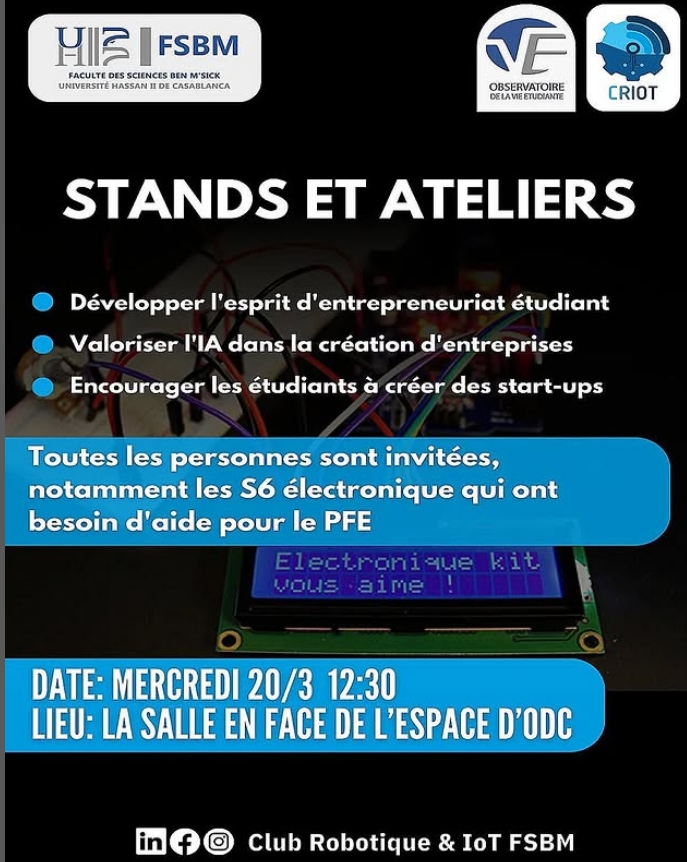 FSBM
FACULTE DES SCIENCES BEN M'SICK
UNIVERSITÉ HASSAN II DE CASABLANCA
OBSERVATOIRE
DE LA VIE ETUDIANTE
CRIOT
STANDS ET ATELIERS
Développer l'esprit d'entrepreneuriat étudiant
Valoriser l'IA dans la création d'entreprises
Encourager les étudiants à créer des start-ups
Toutes les personnes sont invitées,
notamment les S6 électronique qui ont
besoin d'aide pour le PFE
Electronique kit
vous aime !
DATE: MERCREDI 20/3 12:30
LIEU: LA SALLE EN FACE DE L'ESPACE D'ODC
Club Robotique & IoT FSBM